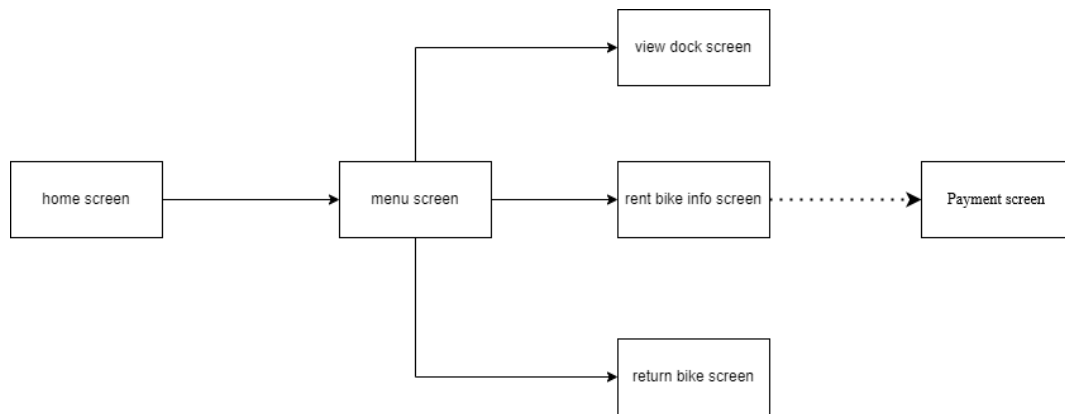 view dock screen
home screen
menu screen
rent bike info screen
Payment screen
return bike screen